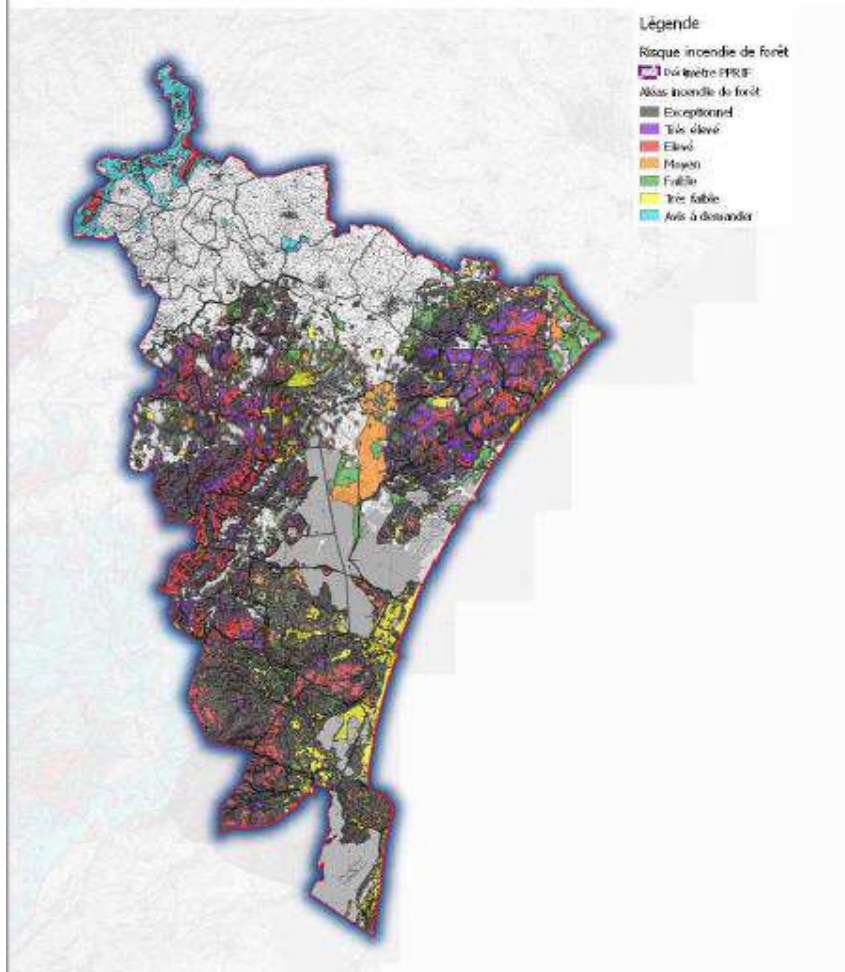 Légende
Risque incendie de forêt
Périmètre PPRIF
Aléas incendie de forêt
Exceptionnel
Très élevé
Elevé
Moyen
Faible
Très faible
Avis à demander